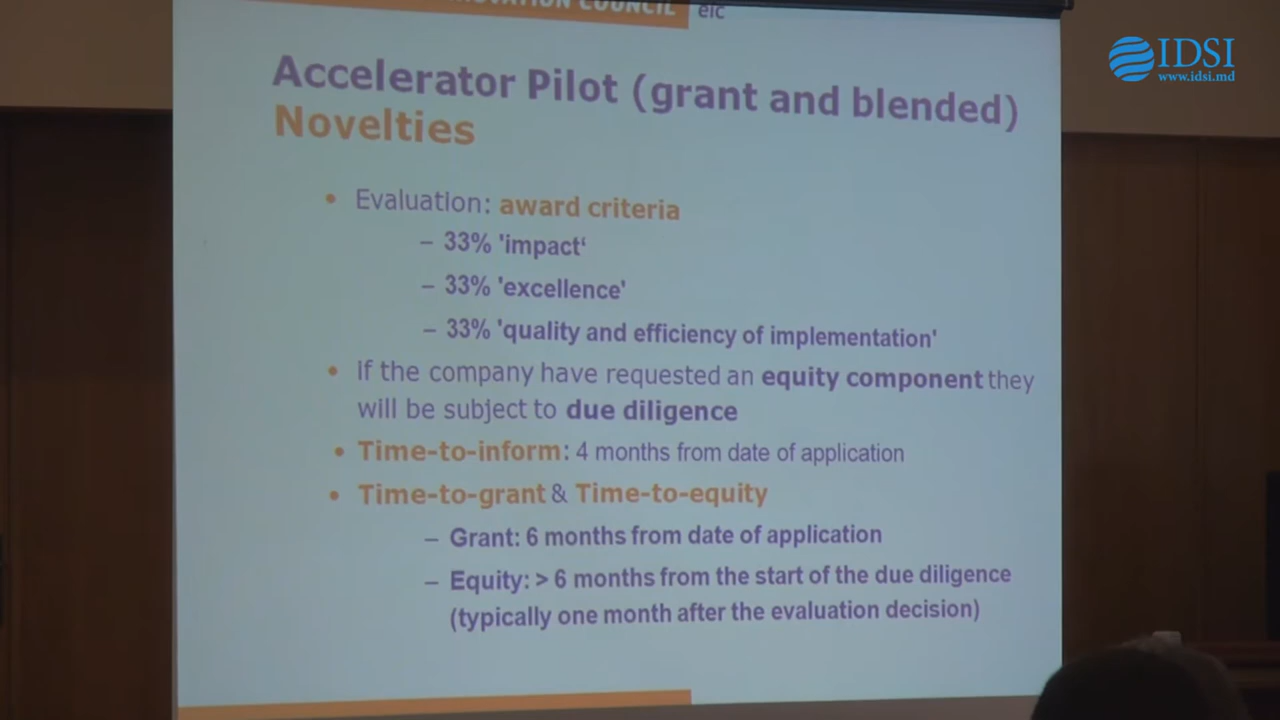 COUNCIL eic
IDSI
www.idsi.md
Accelerator Pilot (grant and blended)
Novelties
• Evaluation: award criteria
– 33% 'impact‘
– 33% 'excellence'
– 33% 'quality and efficiency of implementation'
• if the company have requested an equity component they
will be subject to due diligence
• Time-to-inform: 4 months from date of application
• Time-to-grant & Time-to-equity
– Grant: 6 months from date of application
– Equity: > 6 months from the start of the due diligence
(typically one month after the evaluation decision)